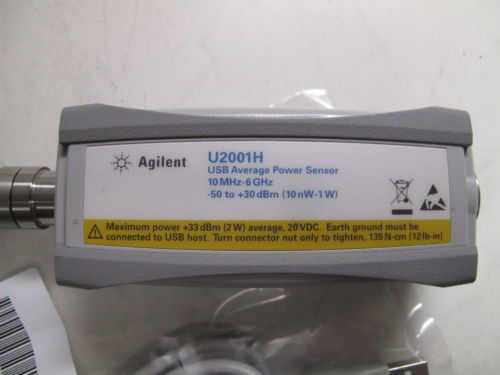 Agilent
U2001H
USB Average Power Sensor
10 MHz-6 GHz
-50 to +30 dBm (10 nW-1 W)
Maximum power +33 dBm (2 W) average, 20 VDC. Earth ground must be
connected to USB host. Turn connector nut only to tighten, 135 N-cm (12 lb-in)